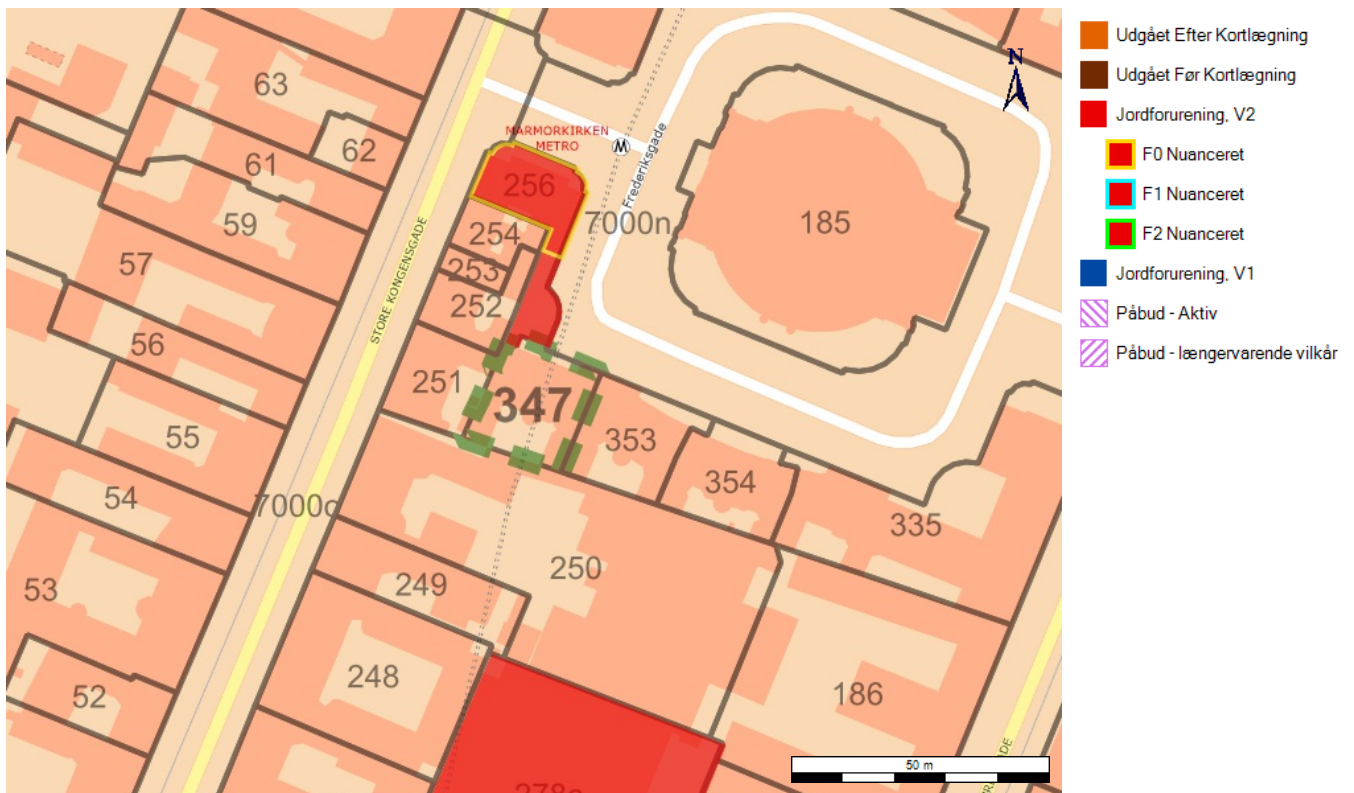 63
62
61
59
57
56
55
54
53
52
MARMORKIRKEN
METRO
M
N
256
254
253
252
251
7000n
Frederiksgade
185
STORE KONGENSGADE
347
353
354
335
250
249
248
186
50 m
Udgået Efter Kortlægning
Udgået Før Kortlægning
Jordforurening, V2
F0 Nuanceret
F1 Nuanceret
F2 Nuanceret
Jordforurening, V1
Påbud - Aktiv
Påbud - længervarende vilkår